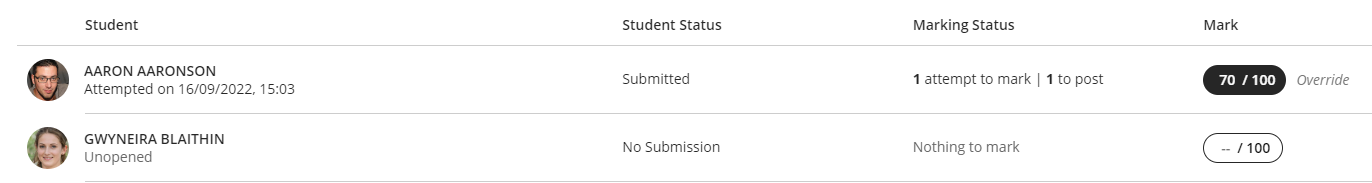 Student Student Status Marking Status Mark
AARON AARONSON
Attempted on 16/09/2022, 15:03
Submitted
1 attempt to mark | 1 to post
70 / 100 Override
GWYNEIRA BLAITHIN
Unopened
No Submission
Nothing to mark
-- / 100